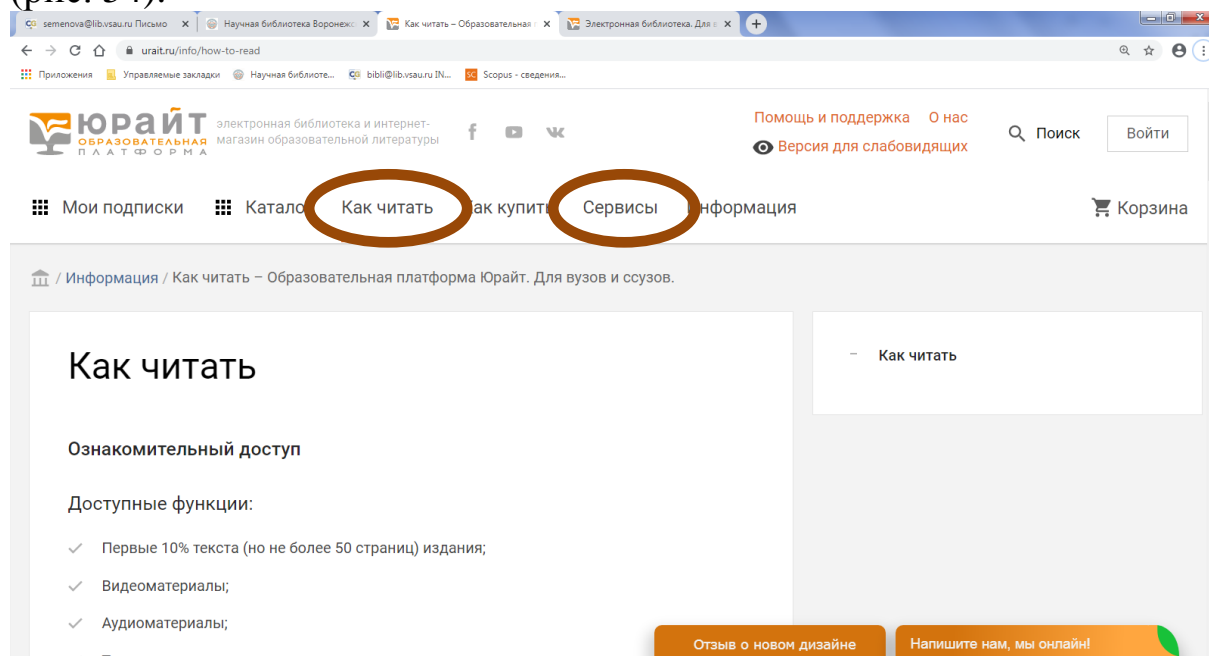 (рис. 34).
semenova@lib.vsau.ru Письмо
Научная библиотека Воронежс
Как читать – Образовательная п
Электронная библиотека. Для в
urait.ru/info/how-to-read
Приложения Управляемые закладки Научная библиоте... bibli@lib.vsau.ru IN... Scopus - сведения...
юрайт
ОБРАЗОВАТЕЛЬНАЯ
ПЛАТФОРМА
электронная библиотека и интернет-
магазин образовательной литературы
Помощь и поддержка О нас
Версия для слабовидящих
Поиск
Войти
Мои подписки Катало Как читать ак купить Сервисы нформация Корзина
/ Информация / Как читать – Образовательная платформа Юрайт. Для вузов и ссузов.
Как читать
– Как читать
Ознакомительный доступ
Доступные функции:
Первые 10% текста (но не более 50 страниц) издания;
Видеоматериалы;
Аудиоматериалы;
Отзыв о новом дизайне
Напишите нам, мы онлайн!